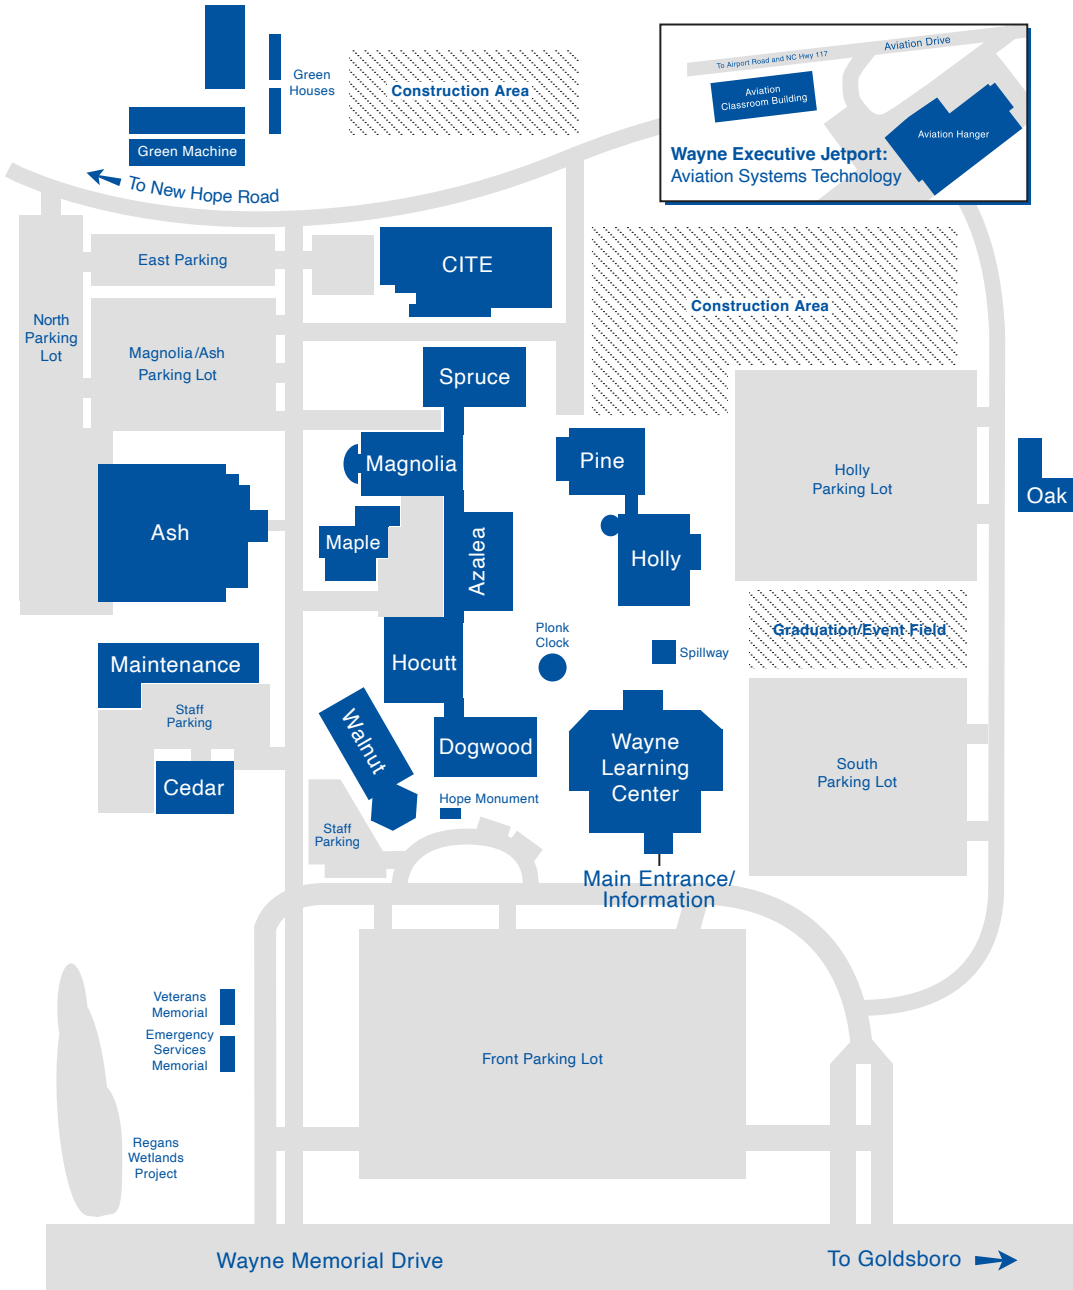 Green
Houses
Construction Area
Green Machine
To New Hope Road
Aviation Drive
To Airport Road and NC Hwy 117
Aviation
Classroom Building
Aviation Hanger
Wayne Executive Jetport:
Aviation Systems Technology
East Parking
CITE
Construction Area
North
Parking
Lot
Magnolia/Ash
Parking Lot
Spruce
Magnolia
Pine
Holly
Parking Lot
Oak
Ash
Maple
Azalea
Holly
Plonk
Clock
Graduation/Event Field
Spillway
Maintenance
Hocutt
Staff
Parking
Walnut
Dogwood
Wayne
Learning
Center
South
Parking Lot
Cedar
Hope Monument
Staff
Parking
Main Entrance/
Information
Veterans
Memorial
Emergency
Services
Memorial
Front Parking Lot
Regans
Wetlands
Project
Wayne Memorial Drive
To Goldsboro